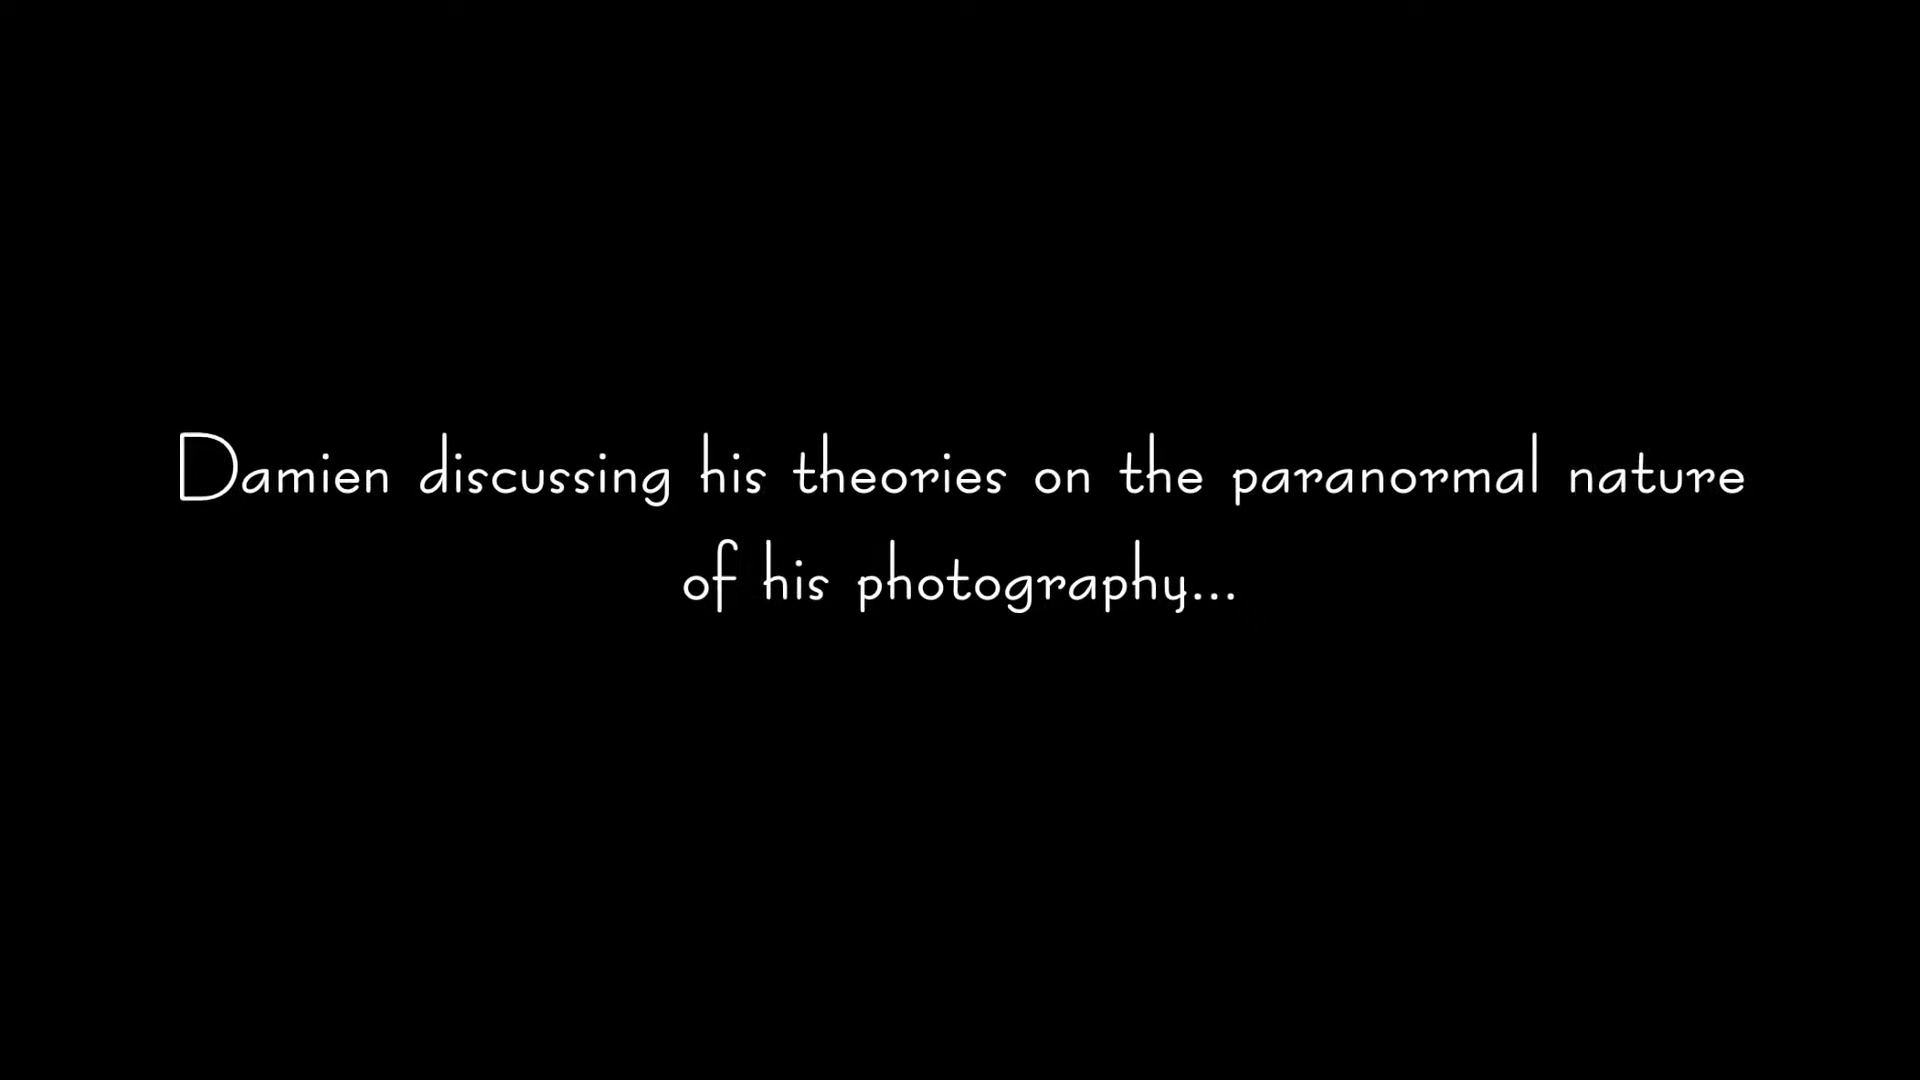 Damien discussing his theories on the paranormal nature
of his photography...